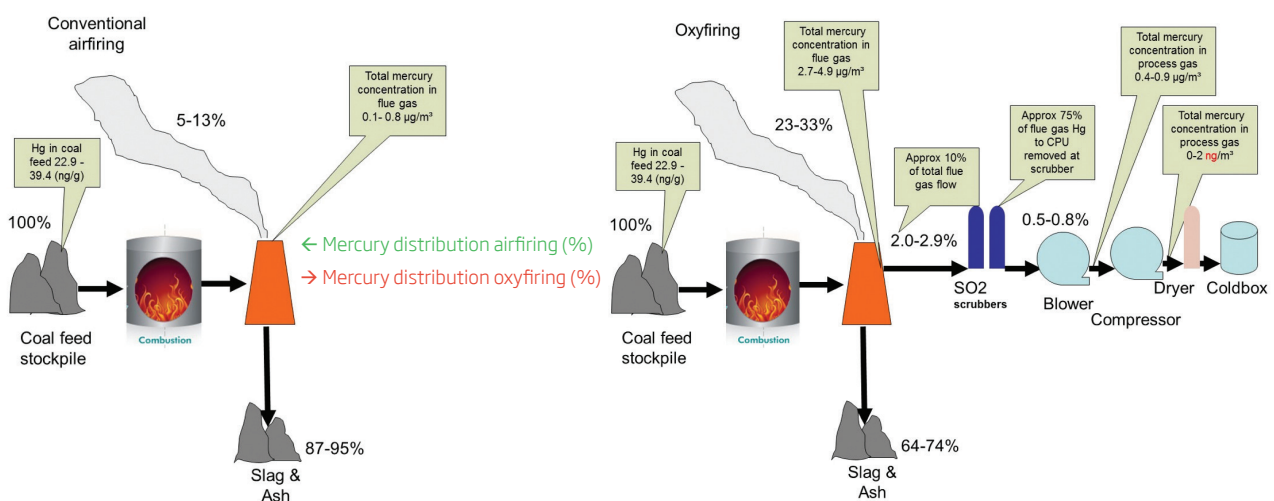 Conventional
airfiring
5-13%
Total mercury
concentration in
flue gas
0.1- 0.8 µg/m³
Hg in coal
feed 22.9 -
39.4 (ng/g)
100%
Coal feed
stockpile
Combustion
← Mercury distribution airfiring (%)
→ Mercury distribution oxyfiring (%)
87-95%
Slag &
Ash
Oxyfiring
Total mercury
concentration in
flue gas
2.7-4.9 µg/m³
23-33%
Hg in coal
feed 22.9 -
39.4 (ng/g)
100%
Coal feed
stockpile
Combustion
64-74%
Slag &
Ash
Approx 10%
of total flue
gas flow
2.0-2.9%
Approx 75%
of flue gas Hg
to CPU
removed at
scrubber
SO2
scrubbers
Total mercury
concentration in
process gas
0.4-0.9 µg/m³
0.5-0.8%
Blower
Compressor
Total mercury
concentration in
process gas
0-2 ng/m³
Dryer
Coldbox